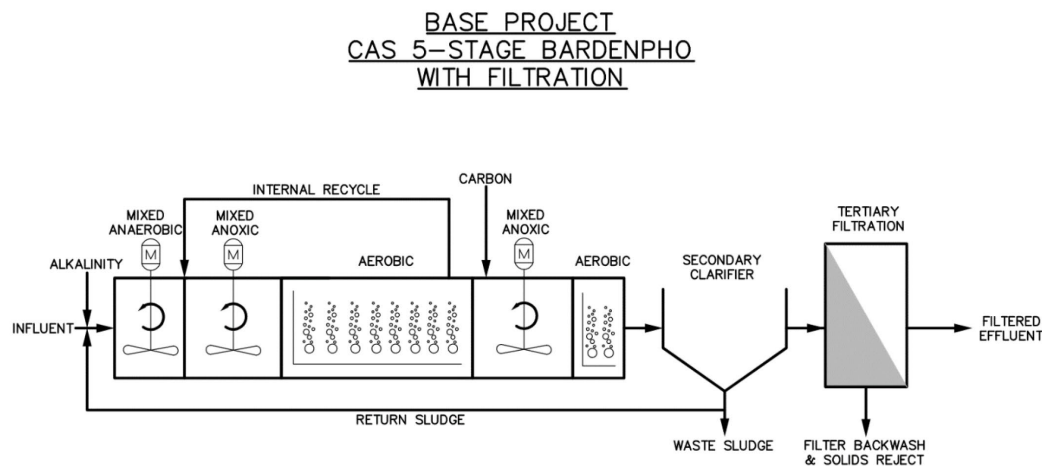 BASE PROJECT
CAS 5-STAGE BARDENPHO
WITH FILTRATION
CARBON
INTERNAL RECYCLE
TERTIARY
FILTRATION
MIXED
ANAEROBIC
MIXED
ANOXIC
MIXED
ANOXIC
M
M
M
ALKALINITY
AEROBIC
AEROBIC
SECONDARY
CLARIFIER
INFLUENT
FILTERED
EFFLUENT
RETURN SLUDGE
WASTE SLUDGE
FILTER BACKWASH
& SOLIDS REJECT